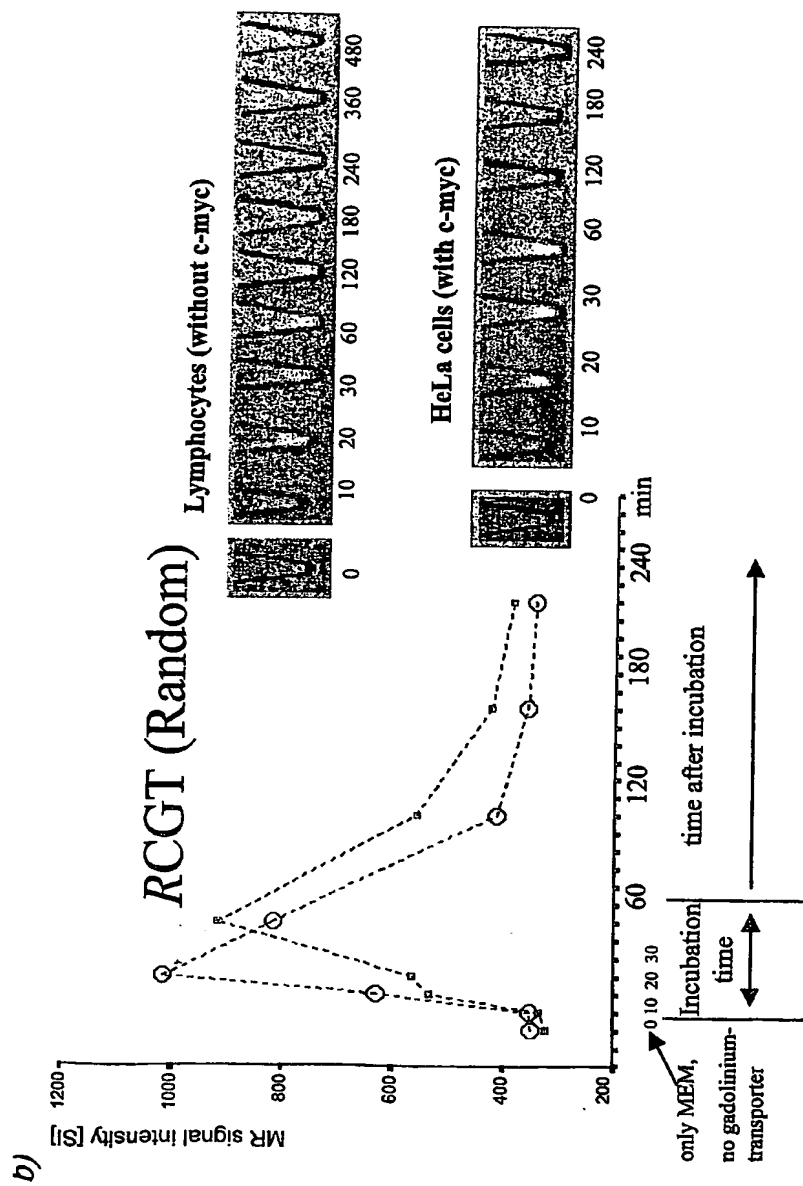 b)
RCGT (Random)
MR signal intensity [SI]
1200
1000
800
600
400
200
60
120
180
240
min
0 10 20 30
Incubation
time
time after incubation
only MEM,
no gadolinium-
transporter
Lymphocytes (without c-myc)
0 10 20 30 60 120 180 240 360 480
HeLa cells (with c-myc)
0 10 20 30 60 120 180 240